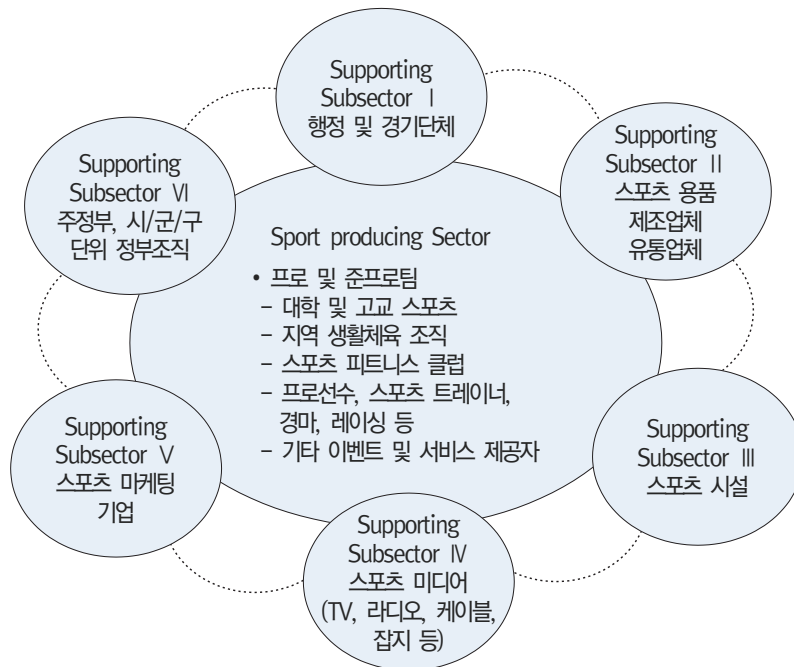 Supporting
Subsector Ⅰ
행정 및 경기단체
Supporting
Subsector Ⅱ
스포츠 용품
제조업체
유통업체
Supporting
Subsector Ⅵ
주정부, 시/군/구
단위 정부조직
Sport producing Sector
• 프로 및 준프로팀
– 대학 및 고교 스포츠
– 지역 생활체육 조직
– 스포츠 피트니스 클럽
– 프로선수, 스포츠 트레이너,
경마, 레이싱 등
– 기타 이벤트 및 서비스 제공자
Supporting
Subsector Ⅲ
스포츠 시설
Supporting
Subsector Ⅴ
스포츠 마케팅
기업
Supporting
Subsector Ⅳ
스포츠 미디어
(TV, 라디오, 케이블,
잡지 등)